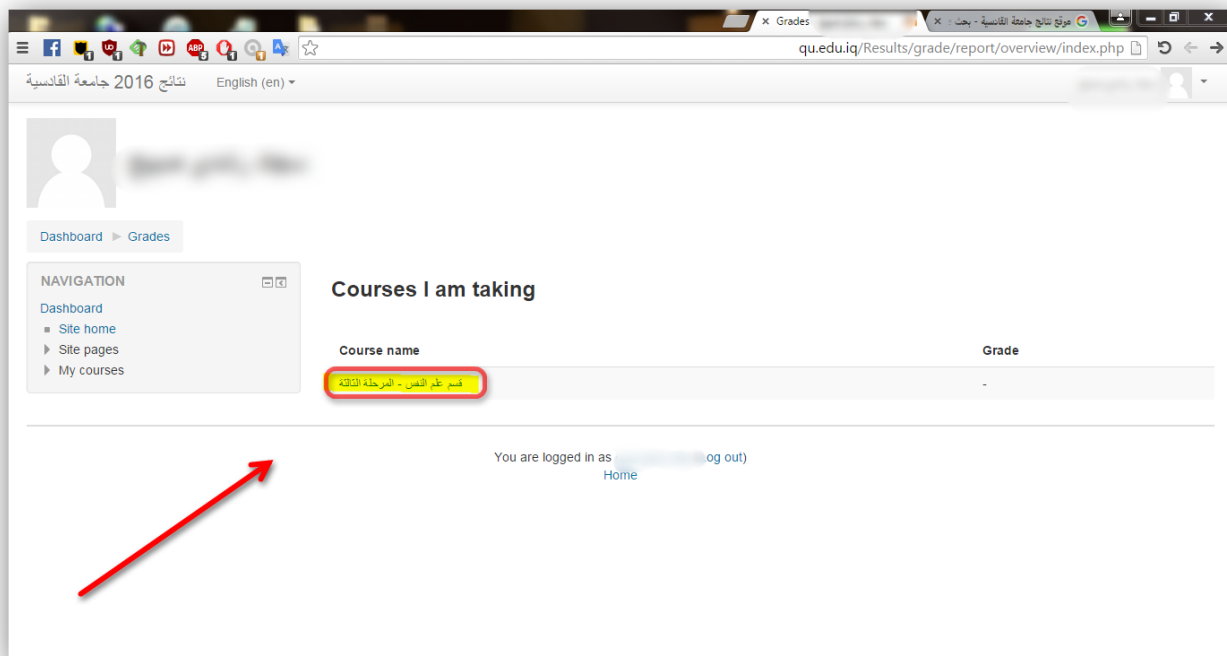 Grades
موقع نتائج جامعة القادسية - بحث
qu.edu.iq/Results/grade/report/overview/index.php
نتائج 2016 جامعة القادسية
English (en)
Dashboard ► Grades
NAVIGATION
Dashboard
Site home
Site pages
My courses
Courses I am taking
Course name Grade
قسم علم النفس - المرحلة الثالثة -
You are logged in as og out)
Home